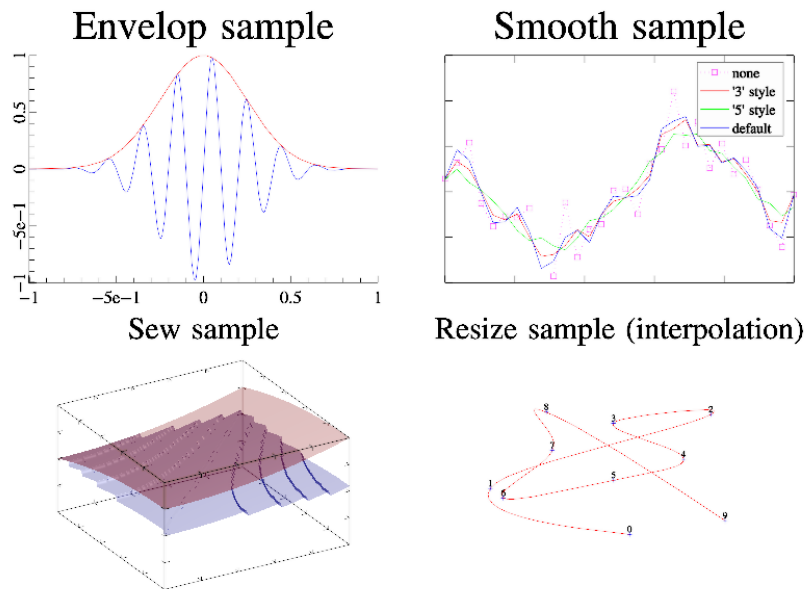 Envelop sample
Smooth sample
1
0.5
0
−5e−1
−1
−1
−5e−1
0
0.5
1
none
'3' style
'5' style
default
Sew sample
Resize sample (interpolation)
8
3
2
7
4
1
5
6
9
0